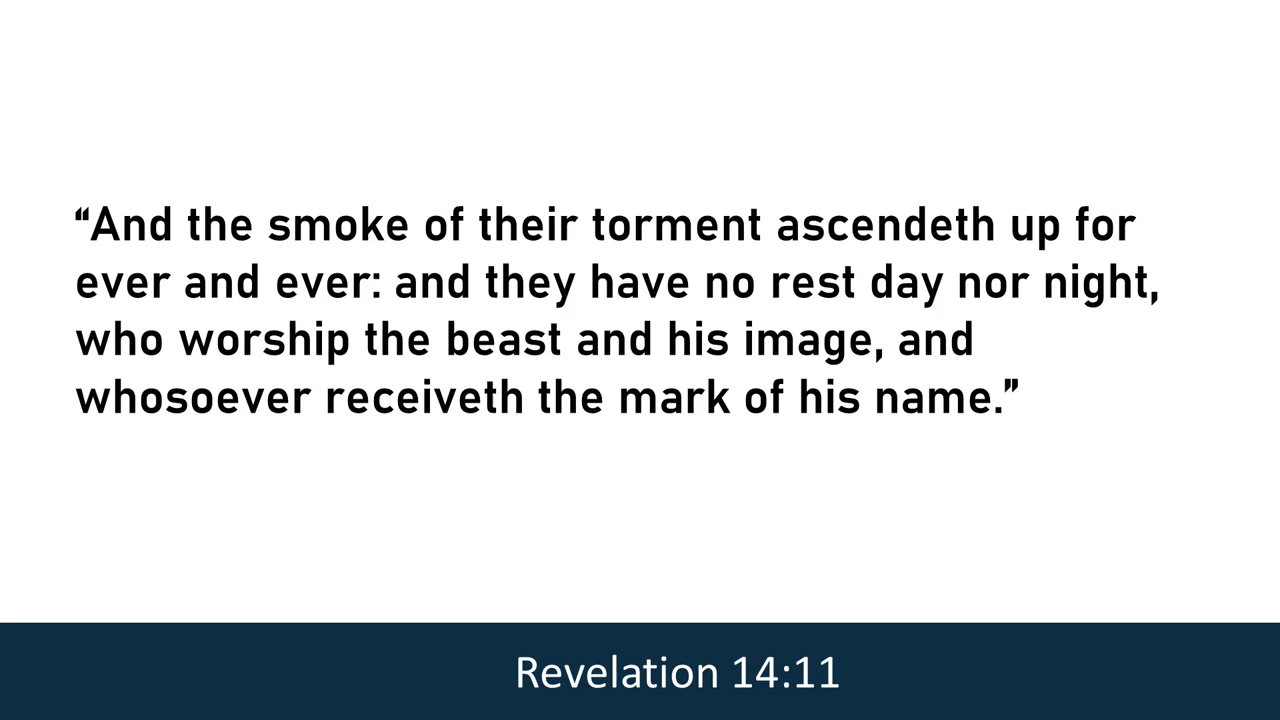 “And the smoke of their torment ascendeth up for
ever and ever: and they have no rest day nor night,
who worship the beast and his image, and
whosoever receiveth the mark of his name.”
Revelation 14:11